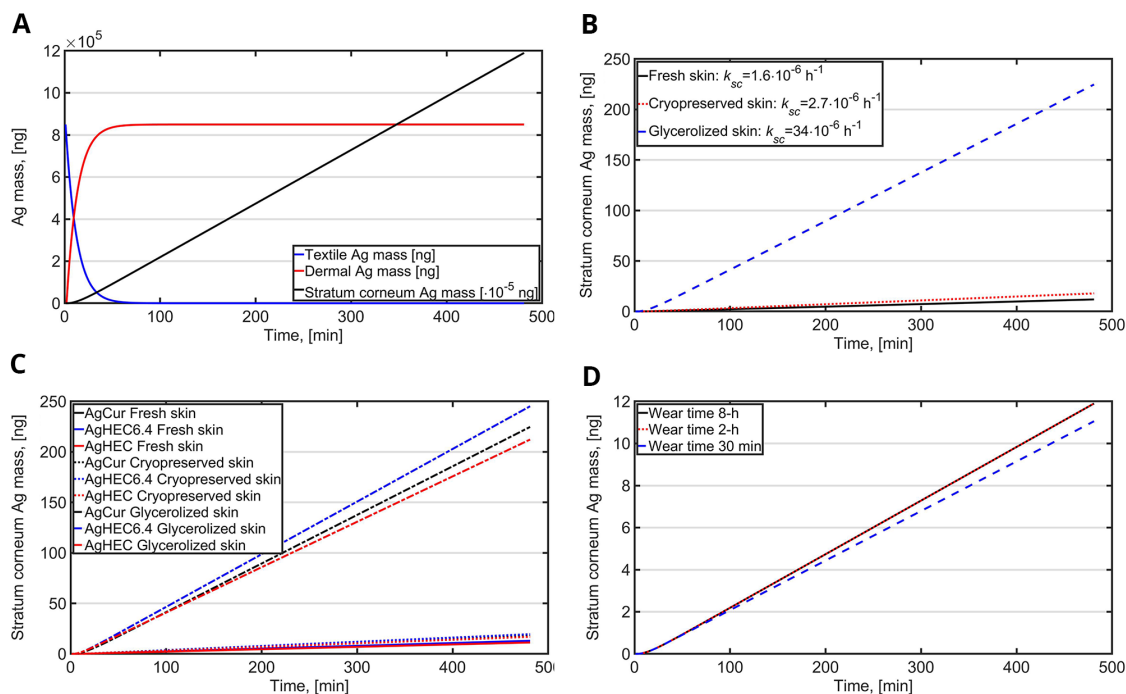 A
×10⁵
12
10
8
6
4
2
0
Ag mass, [ng]
Textile Ag mass [ng]
Dermal Ag mass [ng]
Stratum corneum Ag mass [·10⁻⁵ ng]
0 100 200 300 400 500
Time, [min]
B
250
200
150
100
50
0
Stratum corneum Ag mass, [ng]
Fresh skin: k_sc=1.6·10⁻⁶ h⁻¹
Cryopreserved skin: k_sc=2.7·10⁻⁶ h⁻¹
Glycerolized skin: k_sc=34·10⁻⁶ h⁻¹
0 100 200 300 400 500
Time, [min]
C
250
200
150
100
50
0
Stratum corneum Ag mass, [ng]
AgCur Fresh skin
AgHEC6.4 Fresh skin
AgHEC Fresh skin
AgCur Cryopreserved skin
AgHEC6.4 Cryopreserved skin
AgHEC Cryopreserved skin
AgCur Glycerolized skin
AgHEC6.4 Glycerolized skin
AgHEC Glycerolized skin
0 100 200 300 400 500
Time, [min]
D
12
10
8
6
4
2
0
Stratum corneum Ag mass, [ng]
Wear time 8-h
Wear time 2-h
Wear time 30 min
0 100 200 300 400 500
Time, [min]